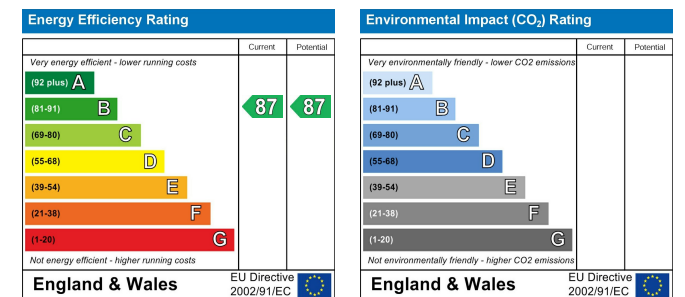 Energy Efficiency Rating
Current Potential
Very energy efficient - lower running costs
(92 plus) A
(81-91) B
87 87
(69-80) C
(55-68) D
(39-54) E
(21-38) F
(1-20) G
Not energy efficient - higher running costs
England & Wales
EU Directive
2002/91/EC
Environmental Impact (CO2) Rating
Current Potential
Very environmentally friendly - lower CO2 emissions
(92 plus) A
(81-91) B
(69-80) C
(55-68) D
(39-54) E
(21-38) F
(1-20) G
Not environmentally friendly - higher CO2 emissions
England & Wales
EU Directive
2002/91/EC